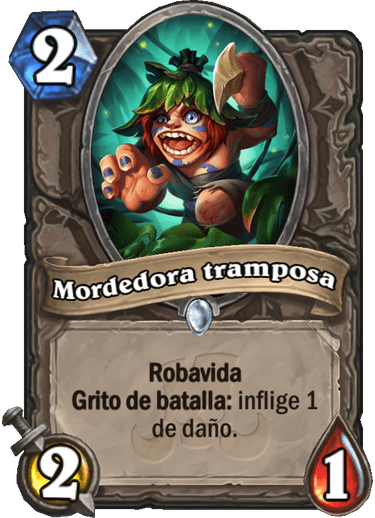 2
Mordedora tramposa
Robavida
Grito de batalla: inflige 1
de daño.
2
1